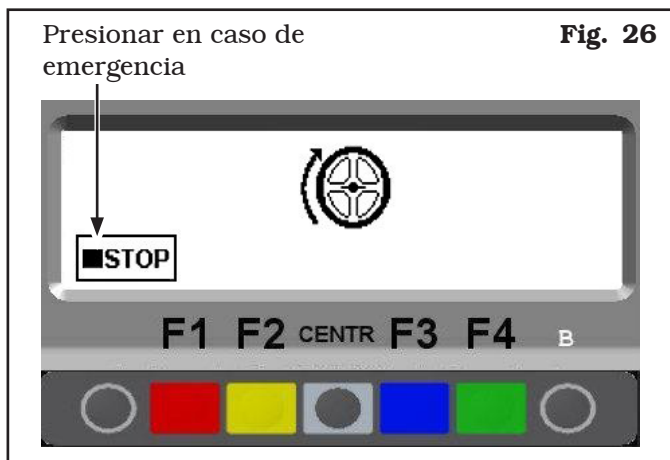 Presionar en caso de
emergencia
Fig. 26
STOP
F1 F2 CENTR F3 F4 B